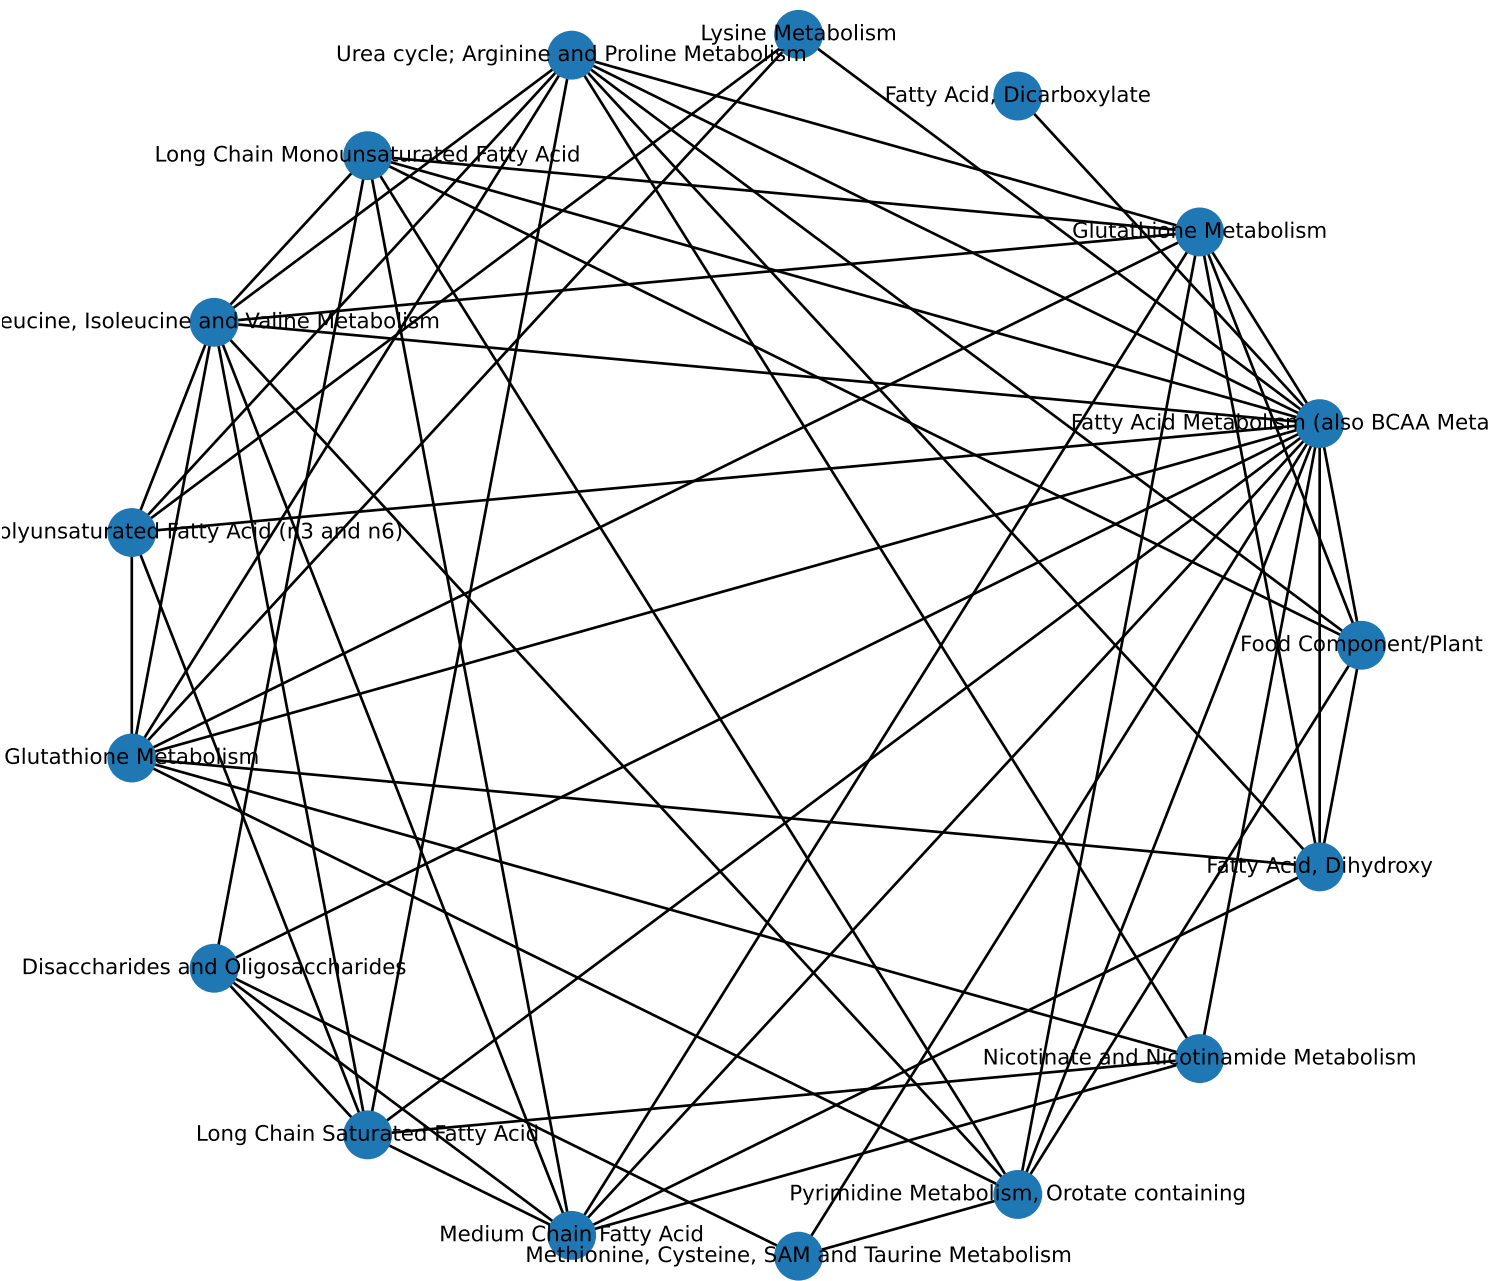 Lysine Metabolism
Urea cycle; Arginine and Proline Metabolism
Fatty Acid, Dicarboxylate
Long Chain Monounsaturated Fatty Acid
Glutathione Metabolism
eucine, Isoleucine and Valine Metabolism
Fatty Acid Metabolism (also BCAA Meta
olyunsaturated Fatty Acid (n3 and n6)
Food Component/Plant
Glutathione Metabolism
Fatty Acid, Dihydroxy
Disaccharides and Oligosaccharides
Nicotinate and Nicotinamide Metabolism
Long Chain Saturated Fatty Acid
Pyrimidine Metabolism, Orotate containing
Medium Chain Fatty Acid
Methionine, Cysteine, SAM and Taurine Metabolism